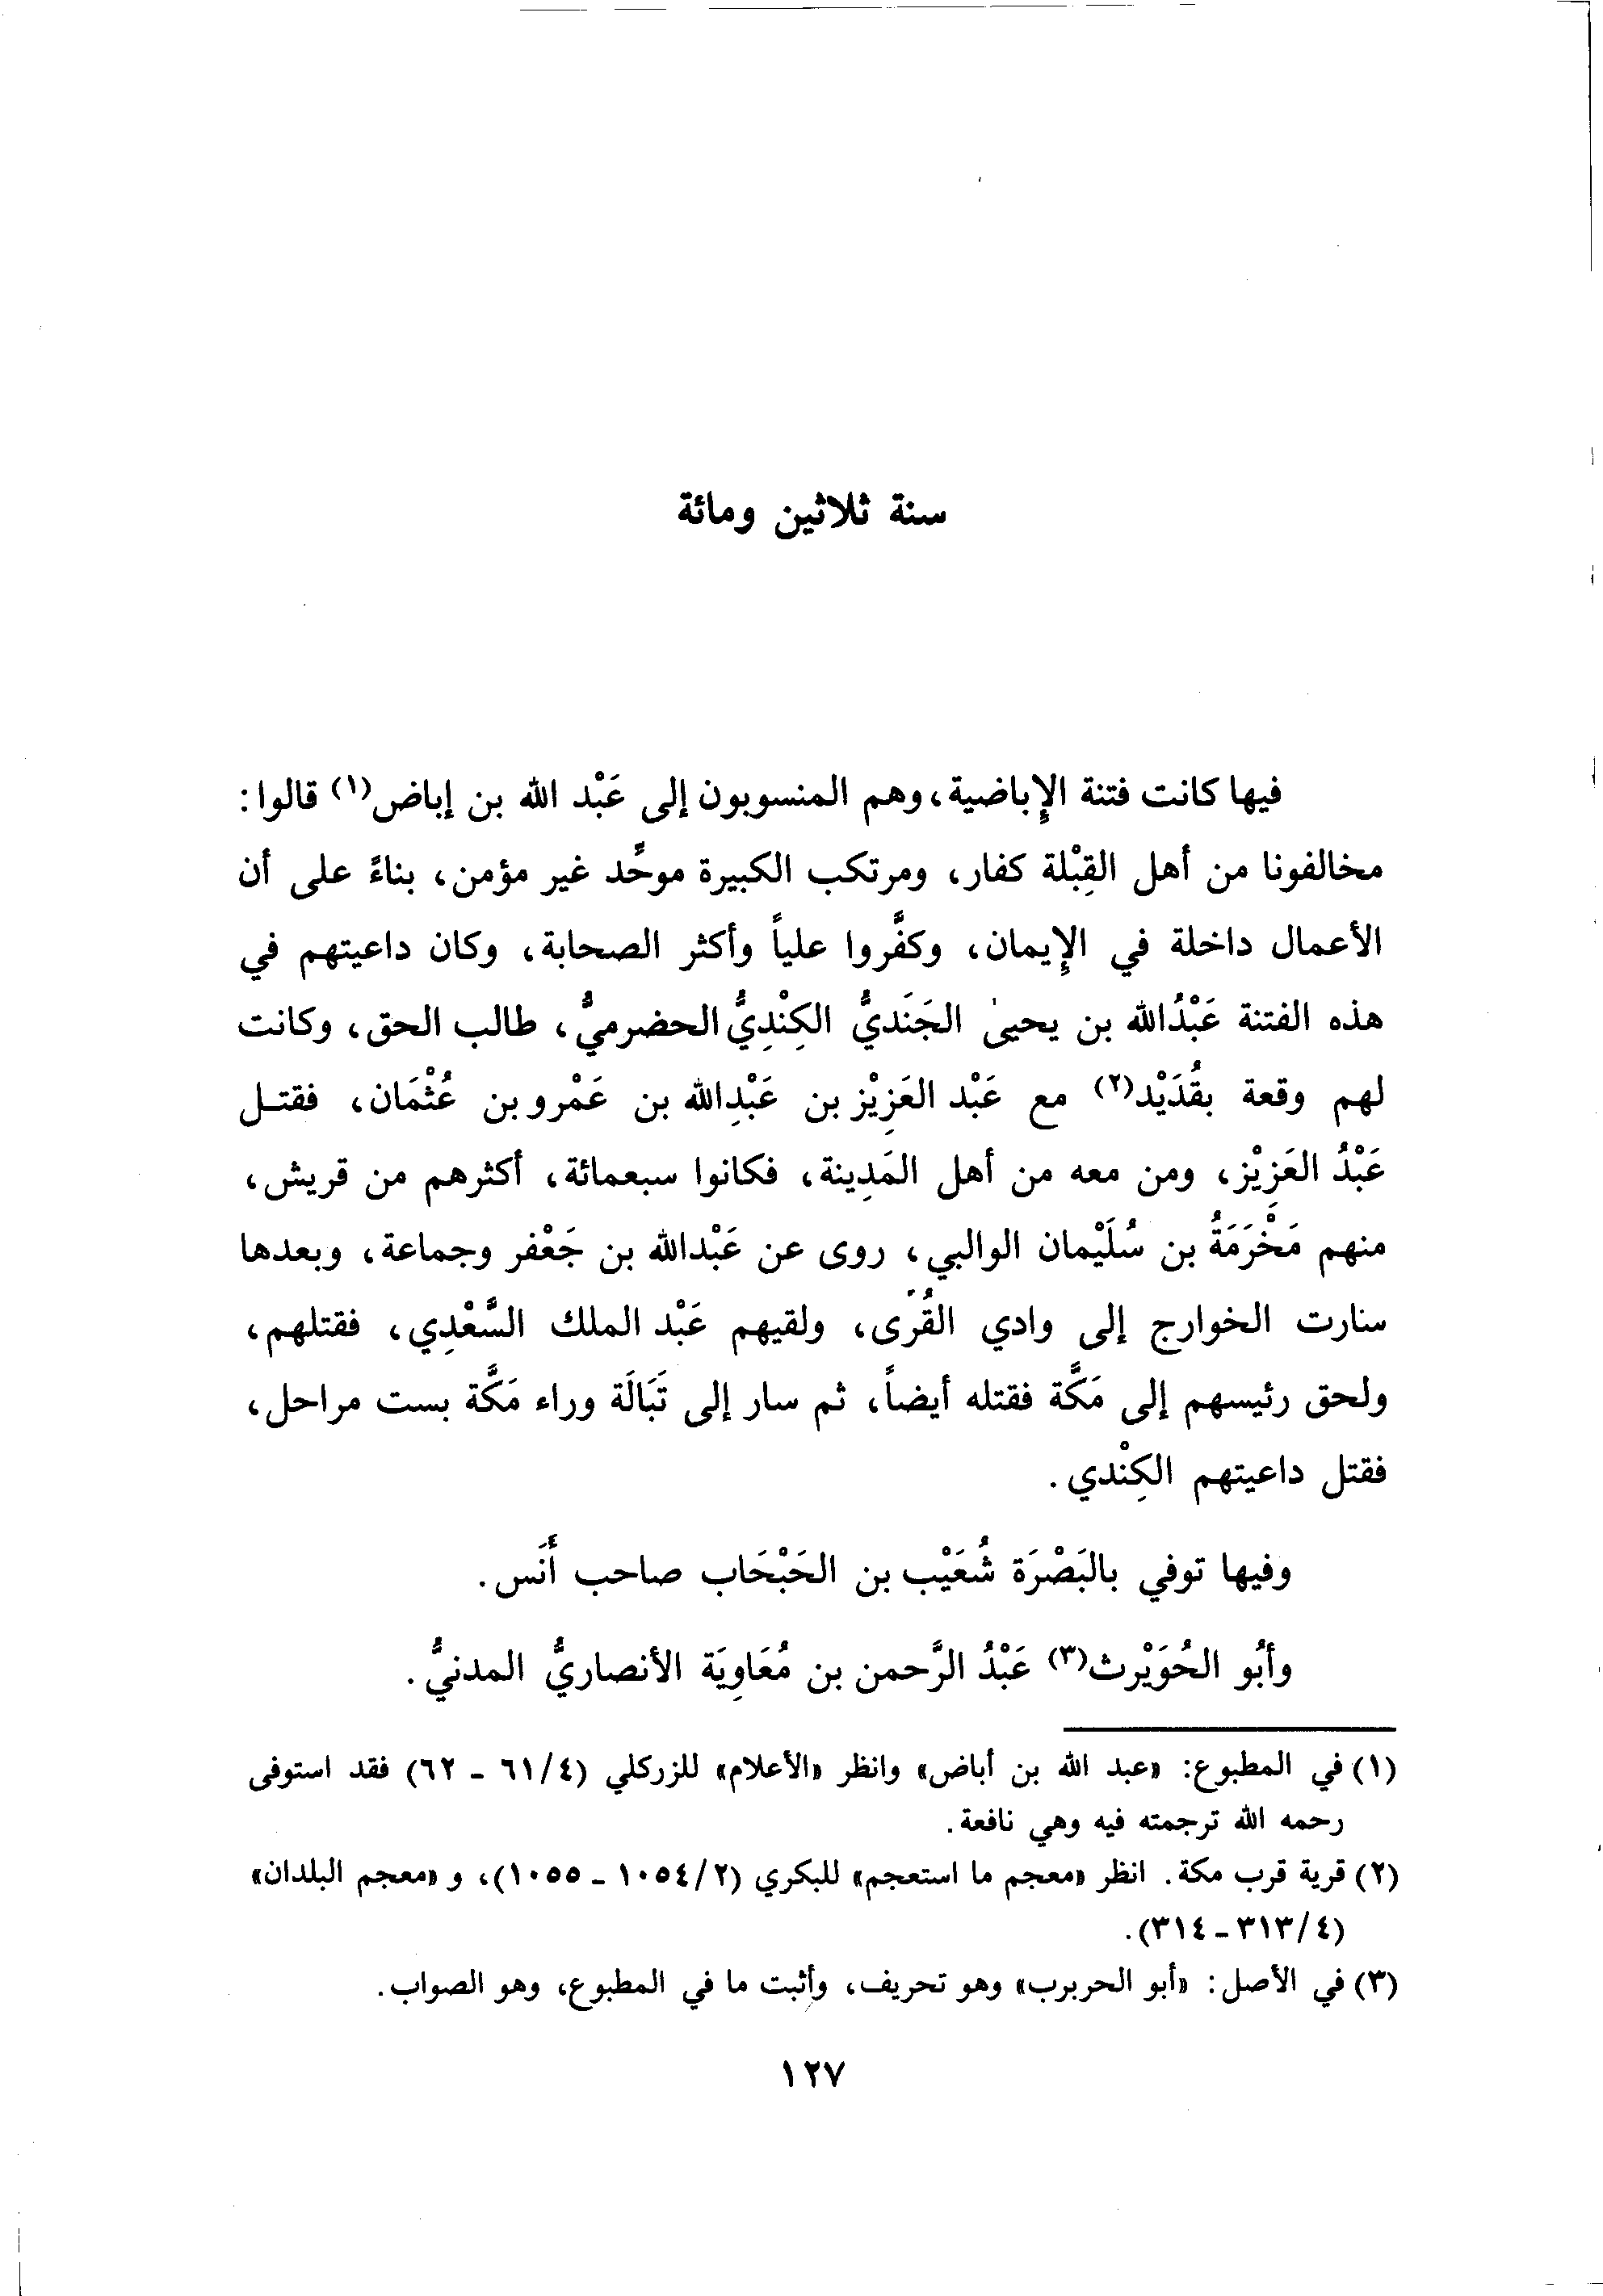 سنة ثلاثين ومائة
فيها كانت فتنة الإِباضية، وهم المنسوبون إلى عَبْد الله بن إباض(١) قالوا:
مخالفونا من أهل القِبْلة كفار، ومرتكب الكبيرة موحِّد غير مؤمن، بناءً على أن
الأعمال داخلة في الإِيمان، وكفَّروا علياً وأكثر الصحابة، وكان داعيتهم في
هذه الفتنة عَبْدُالله بن يحيىٰ الجَنَديُّ الكِنْدِيُّ الحضرميُّ، طالب الحق، وكانت
لهم وقعة بقُدَيْد(٢) مع عَبْد العَزِيْز بن عَبْدِالله بن عَمْرو بن عُثْمَان، فقتـل
عَبْدُ العَزِيْز، ومن معه من أهل المَدِينة، فكانوا سبعمائة، أكثرهم من قريش،
منهم مَخْرَمَةُ بن سُلَيْمان الوالبي، روى عن عَبْدالله بن جَعْفر وجماعة، وبعدها
سارت الخوارج إلى وادي القُرَى، ولقيهم عَبْد الملك السَّعْدِي، فقتلهم،
ولحق رئيسهم إلى مَكَّة فقتله أيضاً، ثم سار إلى تَبَالَة وراء مَكَّة بست مراحل،
فقتل داعيتهم الكِنْدي.
وفيها توفي بالبَصْرَة شُعَيْب بن الحَبْحَاب صاحب أَنَس.
وأبُو الحُوَيْرث(٣) عَبْدُ الرَّحمن بن مُعَاوِيَة الأنصاريُّ المدنيُّ.
(١) في المطبوع: «عبد الله بن أباض» وانظر «الأعلام» للزركلي (٤/ ٦١ - ٦٢) فقد استوفى
رحمه الله ترجمته فيه وهي نافعة.
(٢) قرية قرب مكة. انظر «معجم ما استعجم» للبكري (٢/ ١٠٥٤ - ١٠٥٥)، و «معجم البلدان»
(٤/ ٣١٣ - ٣١٤).
(٣) في الأصل: «أبو الحريرب» وهو تحريف، وأثبت ما في المطبوع، وهو الصواب.
١٢٧